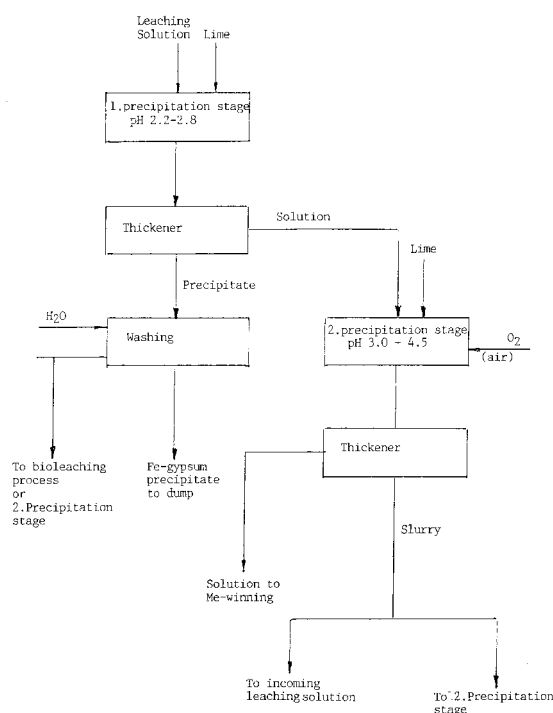 Leaching
Solution Lime
1.precipitation stage
pH 2.2-2.8
Thickener
Solution
Lime
Precipitate
H₂O
Washing
2.precipitation stage
pH 3.0 - 4.5
O₂
(air)
Thickener
To bioleaching
process
or
2.Precipitation
stage
Fe-gypsum
precipitate
to dump
Slurry
Solution to
Me-winning
To incoming
leaching solution
To 2.Precipitation
stage